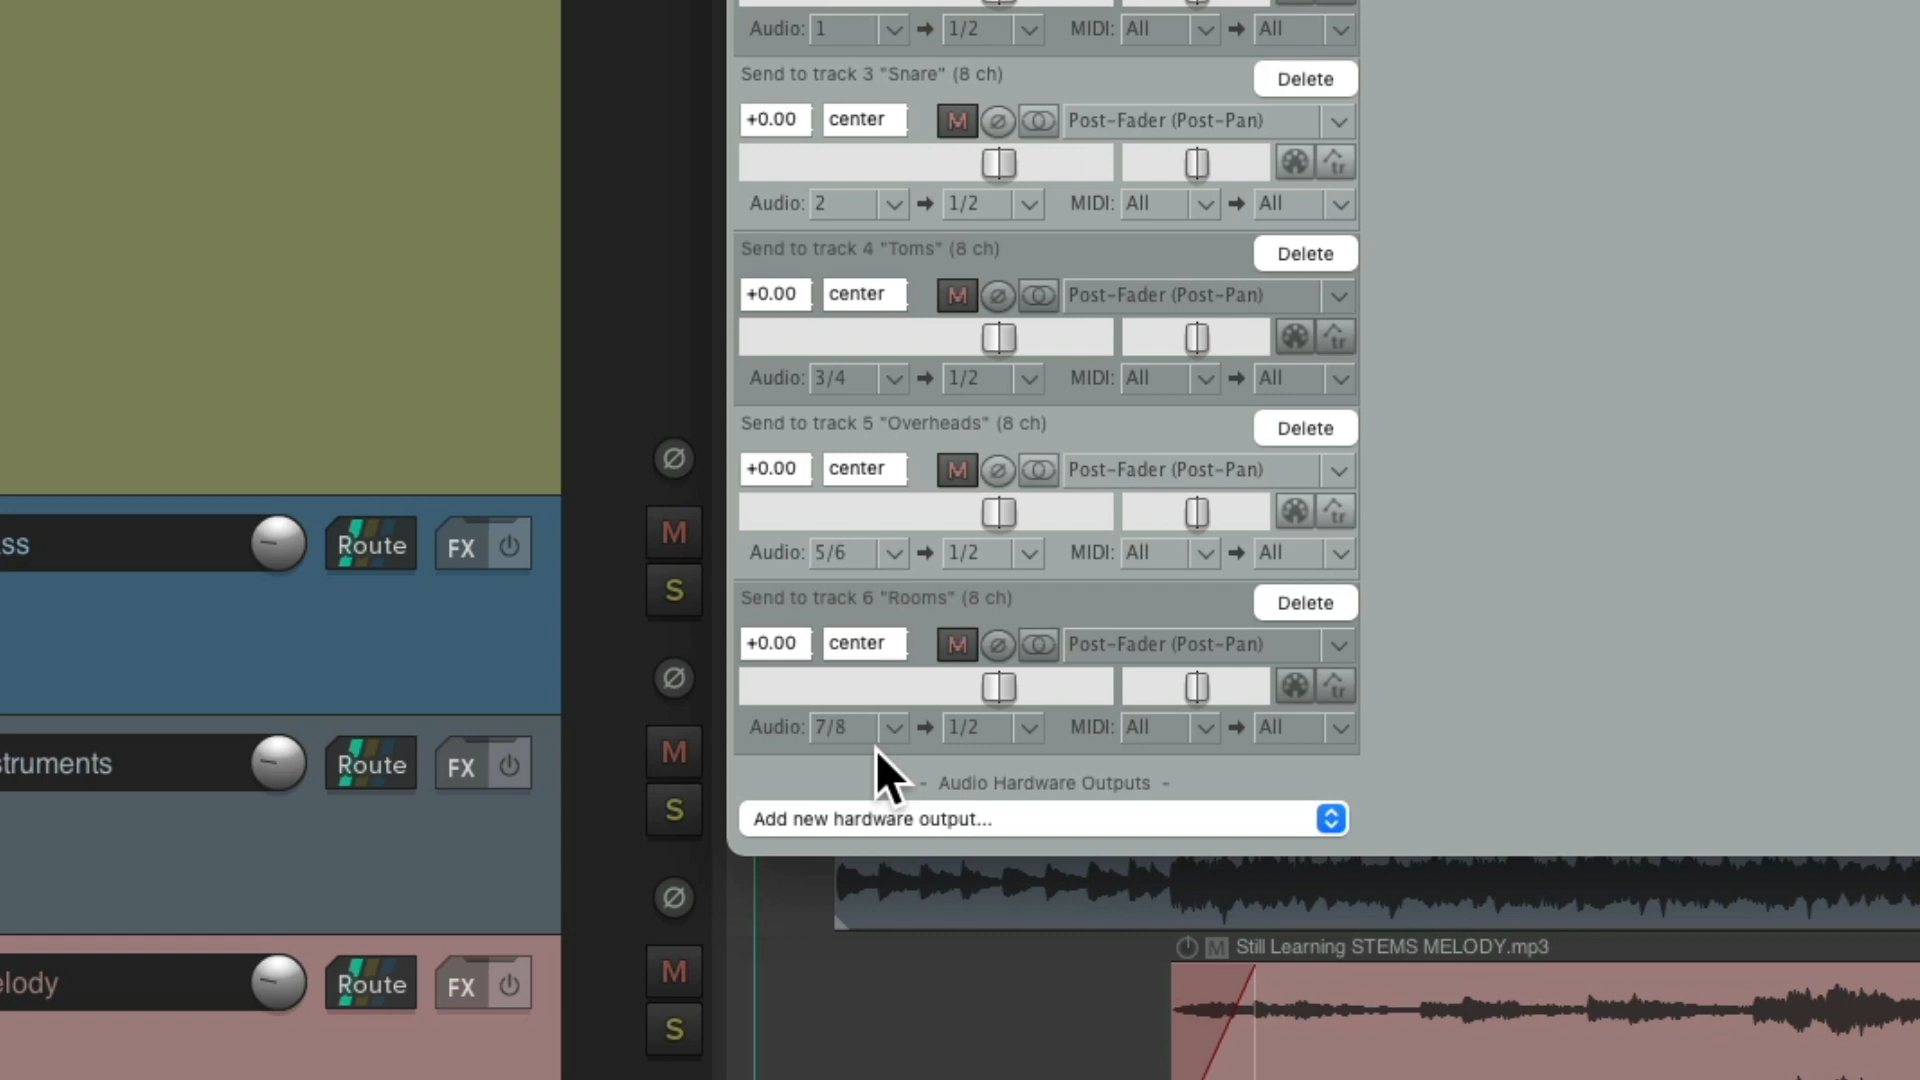 Audio: 1 1/2 MIDI: All All
Send to track 3 "Snare" (8 ch) Delete
+0.00 center M Post-Fader (Post-Pan)
tr
Audio: 2 1/2 MIDI: All All
Send to track 4 "Toms" (8 ch) Delete
+0.00 center M Post-Fader (Post-Pan)
tr
Audio: 3/4 1/2 MIDI: All All
Send to track 5 "Overheads" (8 ch) Delete
+0.00 center M Post-Fader (Post-Pan)
tr
Audio: 5/6 1/2 MIDI: All All
Send to track 6 "Rooms" (8 ch) Delete
+0.00 center M Post-Fader (Post-Pan)
tr
Audio: 7/8 1/2 MIDI: All All
- Audio Hardware Outputs -
Add new hardware output...
ss Route FX
M
S
struments Route FX
M
S
elody Route FX
M
S
M Still Learning STEMS MELODY.mp3